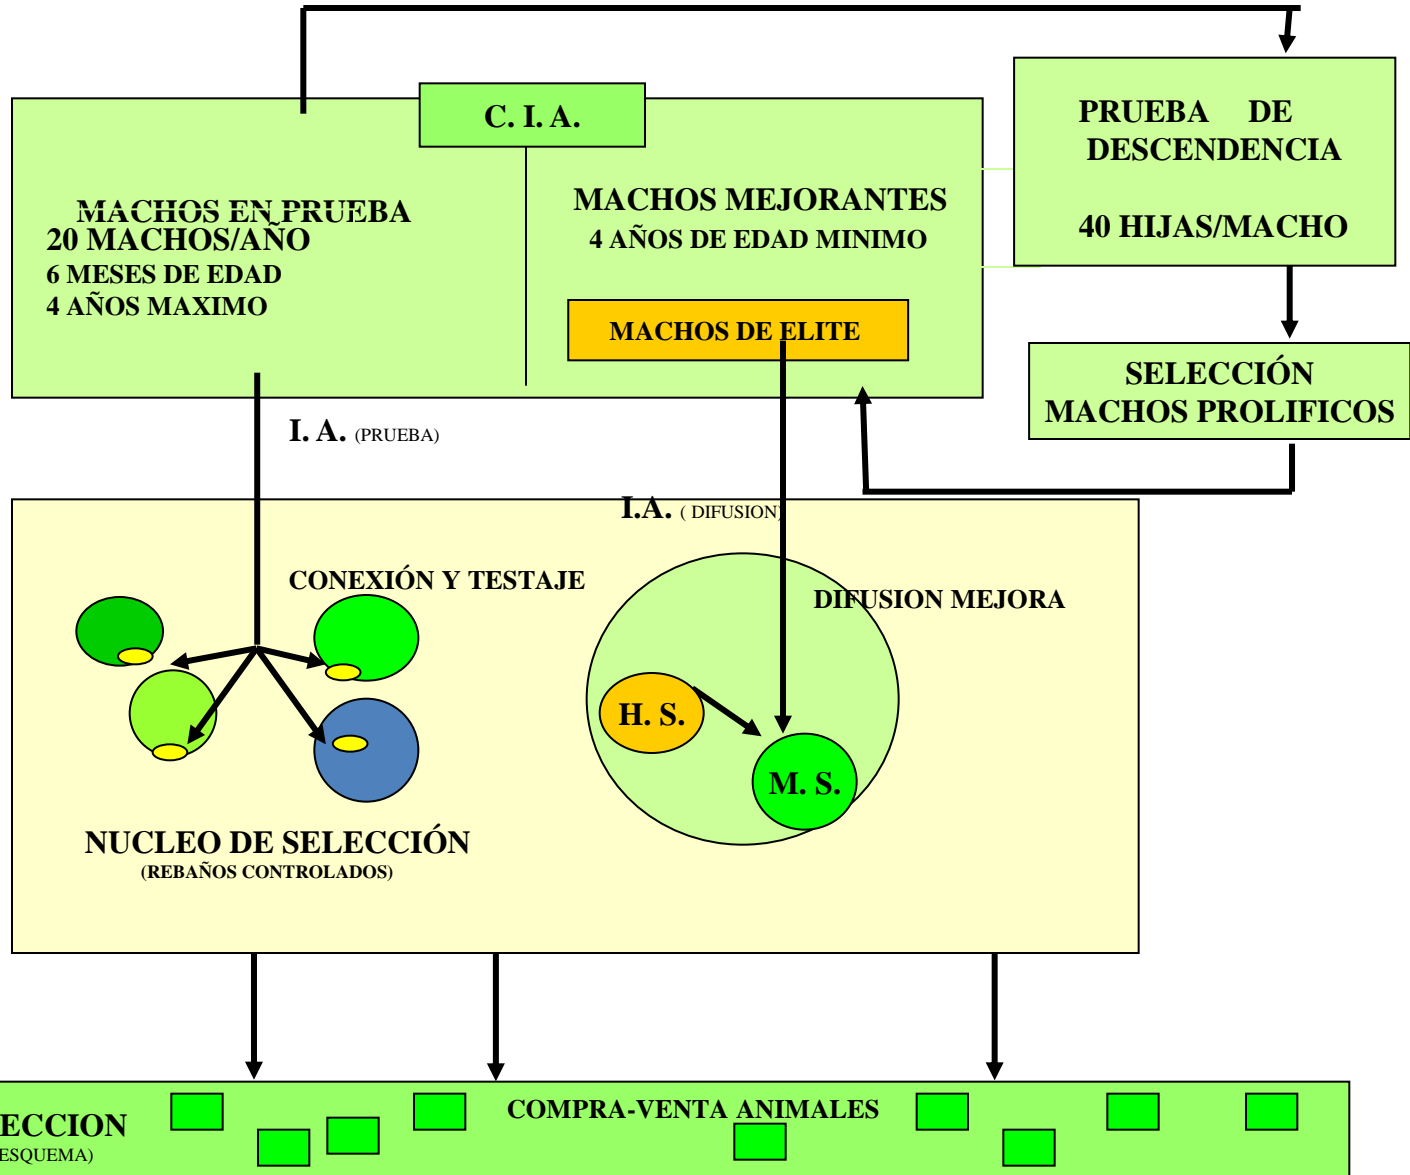 C. I. A.
MACHOS EN PRUEBA
20 MACHOS/AÑO
6 MESES DE EDAD
4 AÑOS MAXIMO
MACHOS MEJORANTES
4 AÑOS DE EDAD MINIMO
MACHOS DE ELITE
PRUEBA DE
DESCENDENCIA
40 HIJAS/MACHO
SELECCIÓN
MACHOS PROLIFICOS
I. A. (PRUEBA)
I.A. ( DIFUSION)
CONEXIÓN Y TESTAJE
DIFUSION MEJORA
H. S.
M. S.
NUCLEO DE SELECCIÓN
(REBAÑOS CONTROLADOS)
COMPRA-VENTA ANIMALES
ECCION
ESQUEMA)